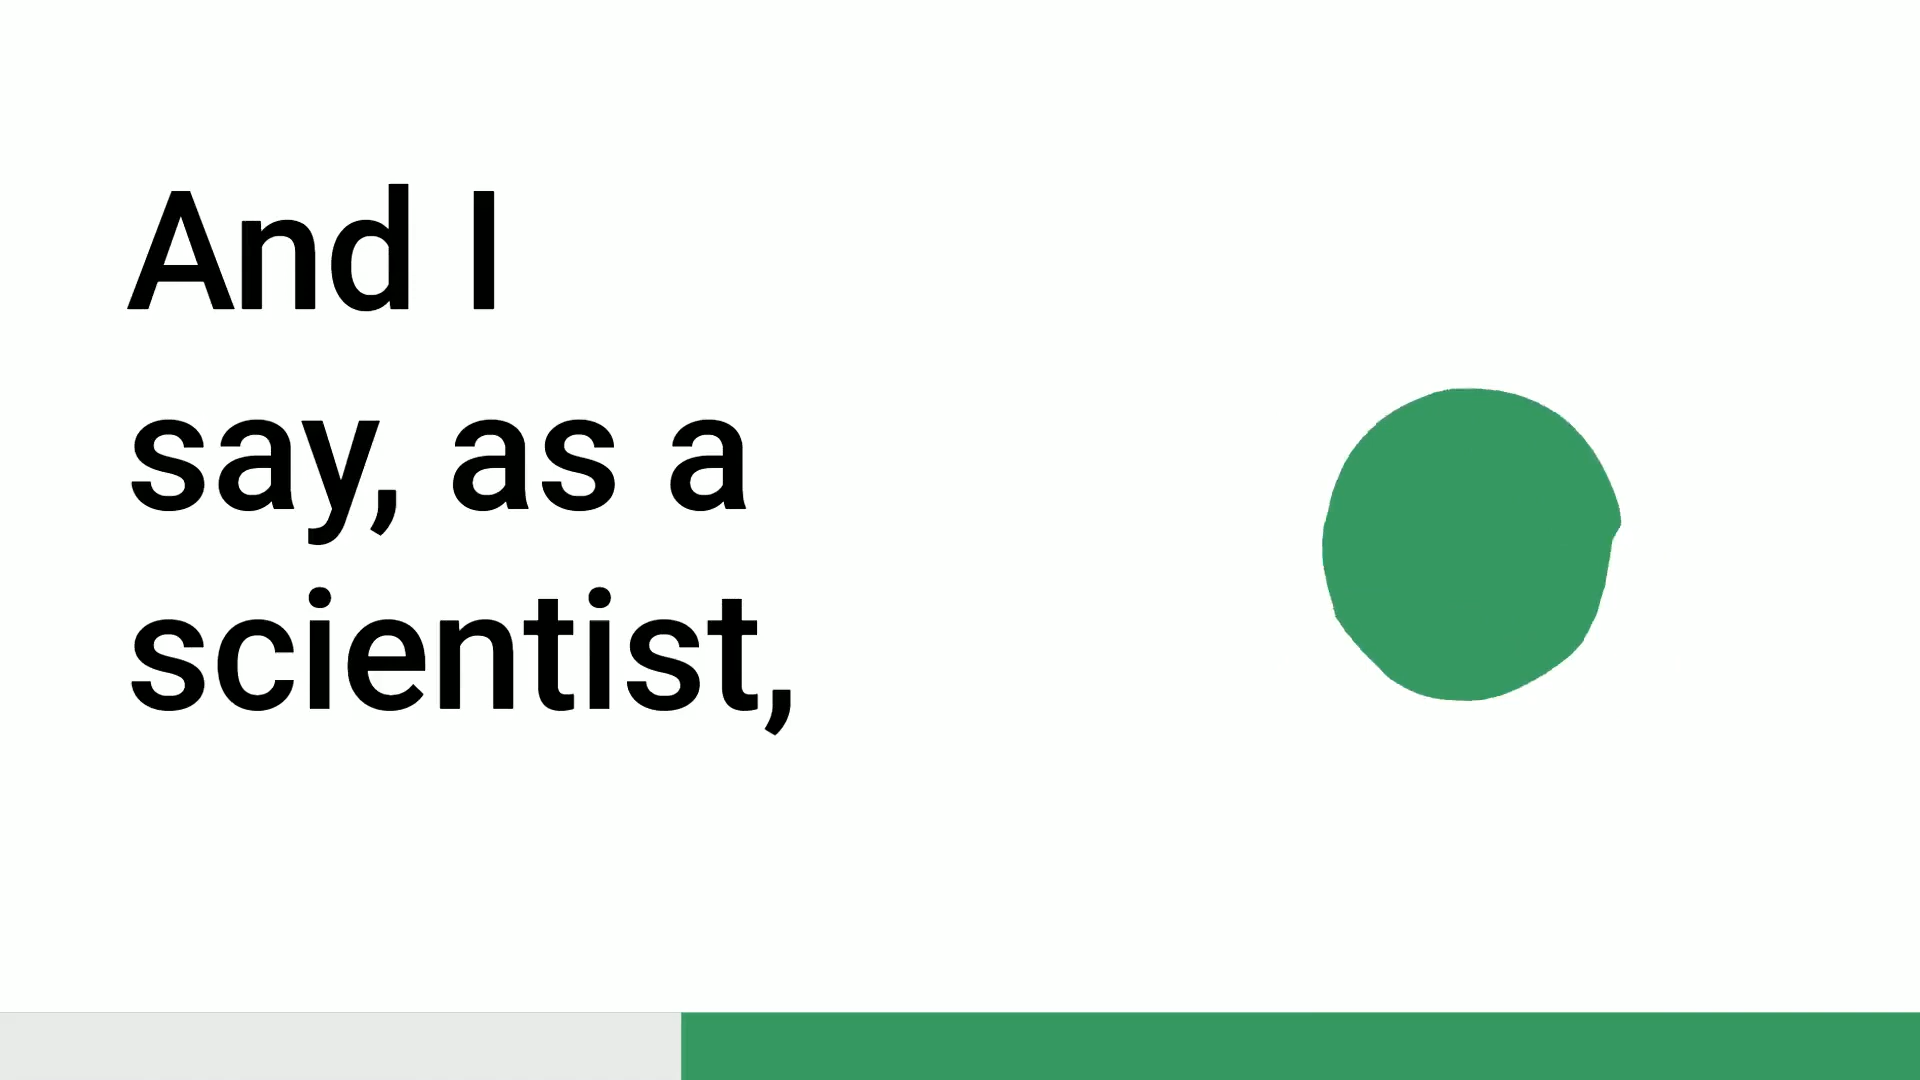 And I
say, as a
scientist,